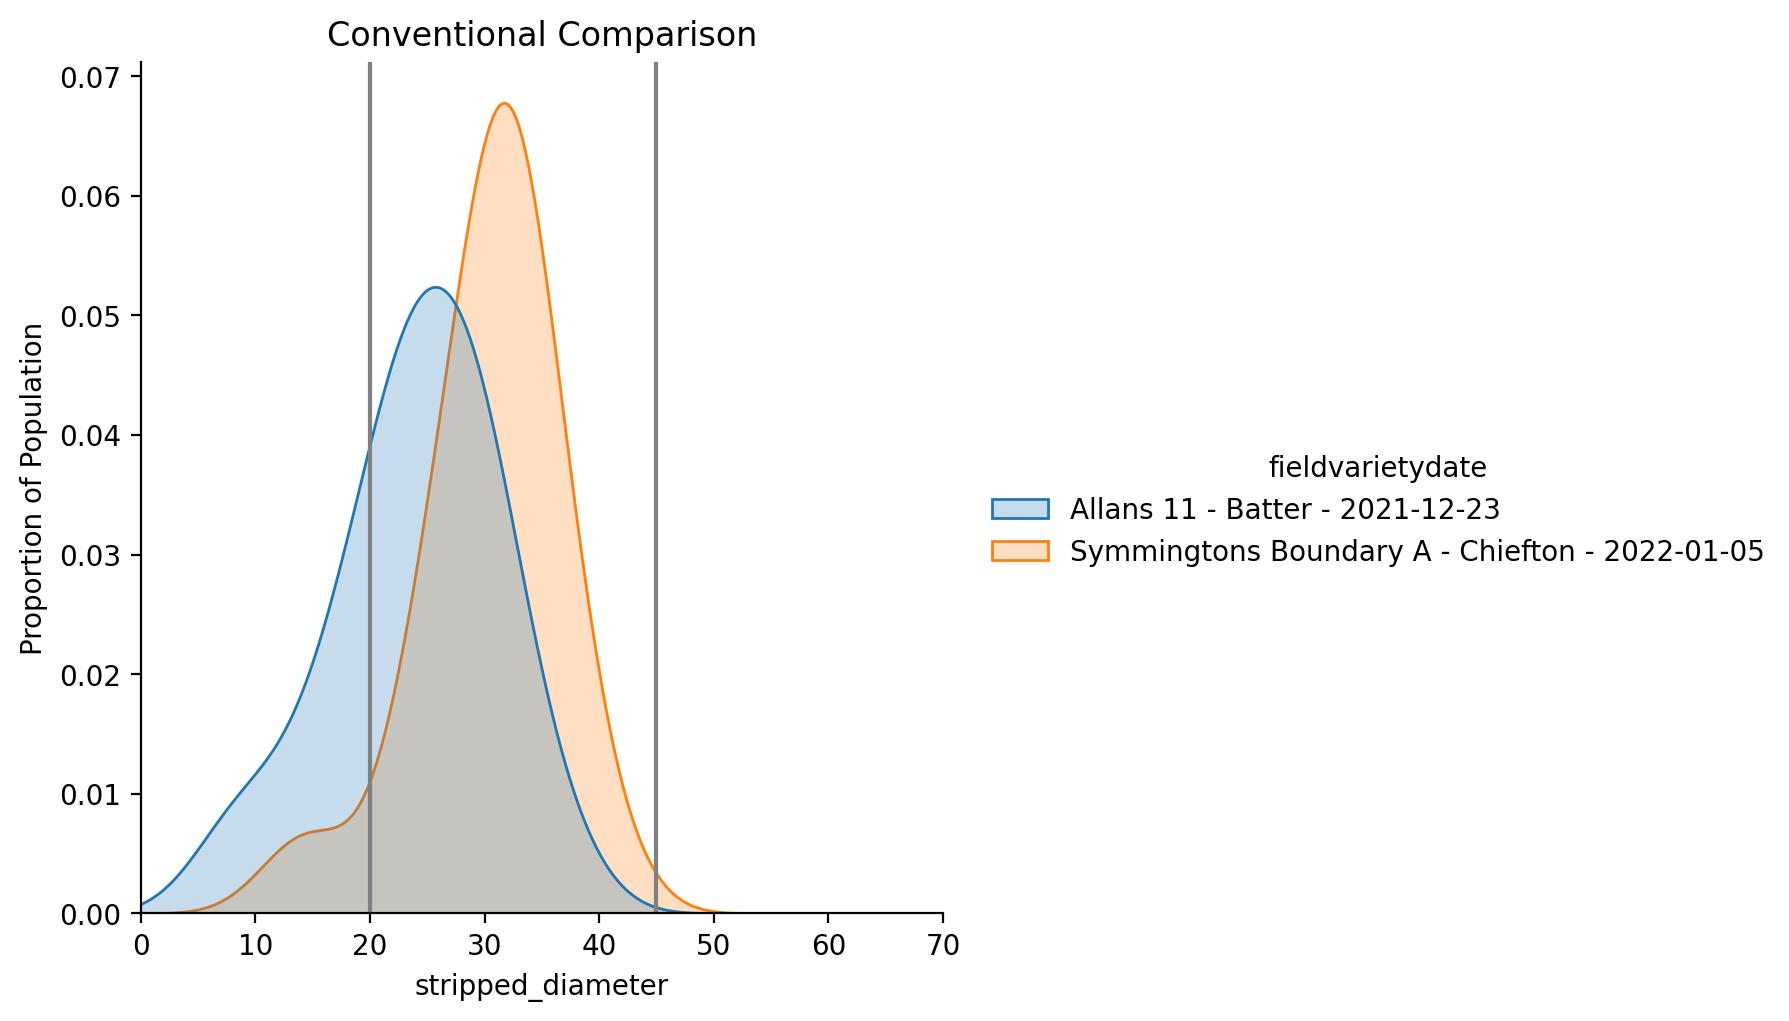 Conventional Comparison
0.07
0.06
0.05
0.04
0.03
0.02
0.01
0.00
Proportion of Population
0 10 20 30 40 50 60 70
stripped_diameter
fieldvarietydate
Allans 11 - Batter - 2021-12-23
Symmingtons Boundary A - Chiefton - 2022-01-05